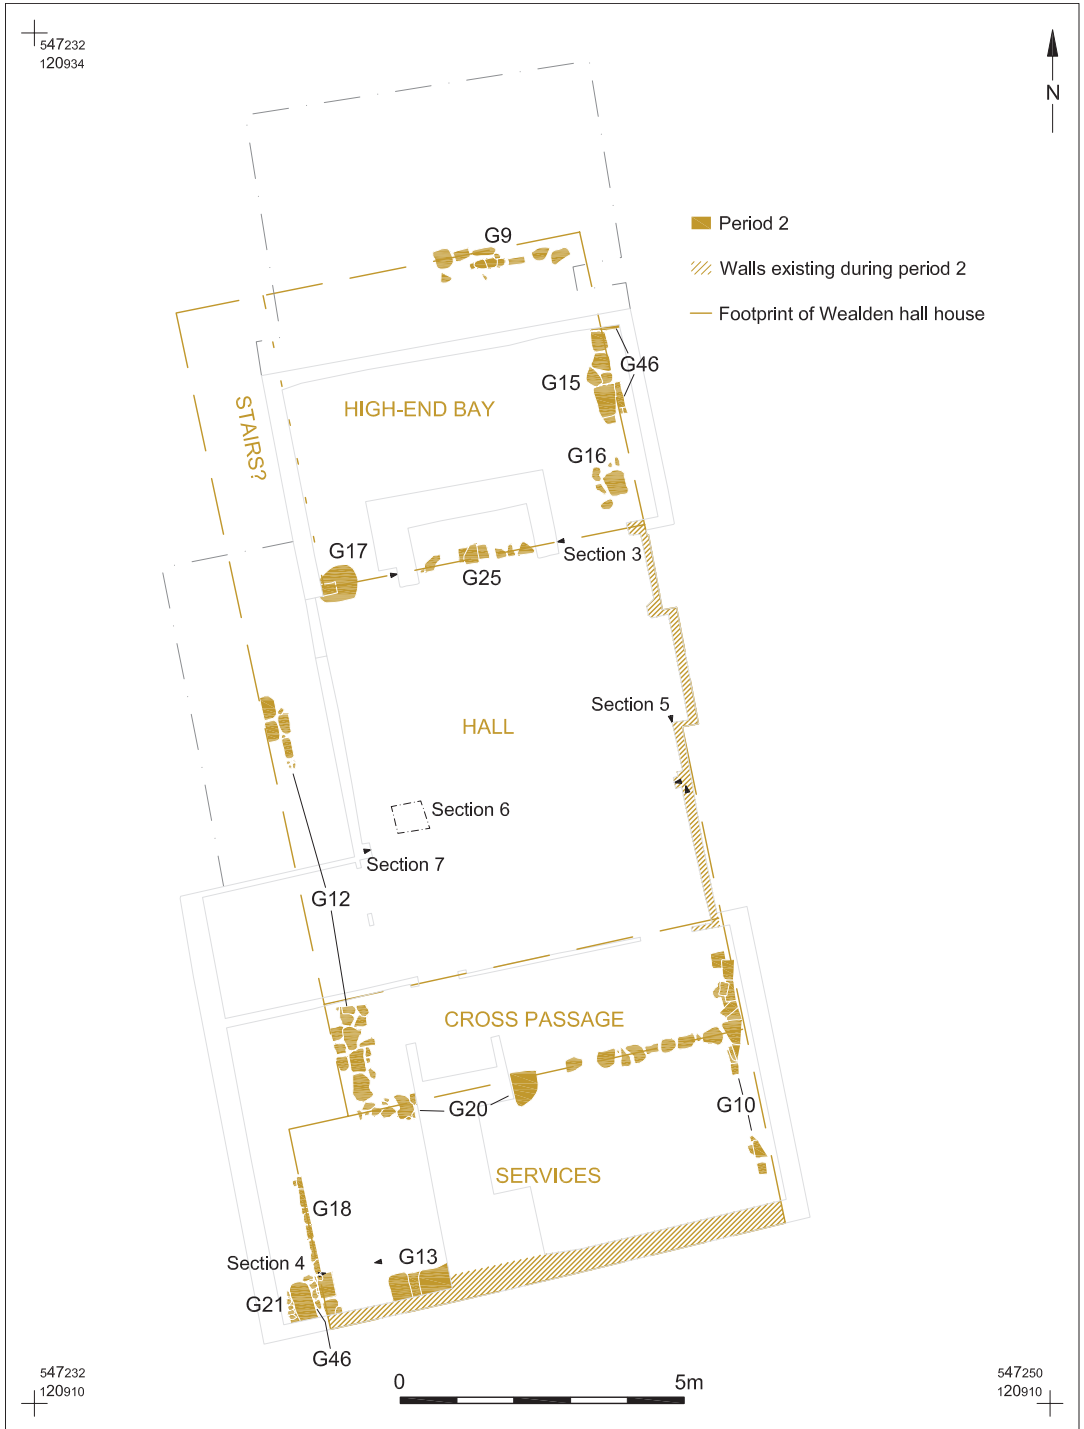 547232
120934
N
Period 2
Walls existing during period 2
Footprint of Wealden hall house
G9
G46
G15
HIGH-END BAY
STAIRS?
G16
G17
Section 3
G25
Section 5
HALL
Section 6
Section 7
G12
CROSS PASSAGE
G20
G10
SERVICES
G18
Section 4
G13
G21
G46
547232
120910
0
5m
547250
120910